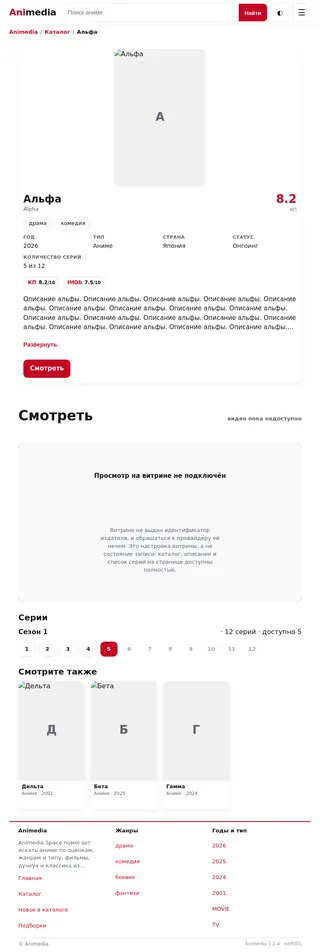 Animedia
Поиск аниме
Найти
Animedia / Каталог / Альфа
Альфа
А
Альфа
8.2
Alpha
КП
драма
комедия
ГОД
ТИП
СТРАНА
СТАТУС
2026
Аниме
Япония
Онгоинг
КОЛИЧЕСТВО СЕРИЙ
5 из 12
КП 8.2/10
IMDb 7.5/10
Описание альфы. Описание альфы. Описание альфы. Описание альфы. Описание
альфы. Описание альфы. Описание альфы. Описание альфы. Описание альфы.
Описание альфы. Описание альфы. Описание альфы. Описание альфы. Описание
альфы. Описание альфы. Описание альфы. Описание альфы. Описание альфы....
Развернуть
Смотреть
Смотреть
видео пока недоступно
Просмотр на витрине не подключён
Витрине не выдан идентификатор
издателя, и обращаться к провайдеру ей
нечем. Это настройка витрины, а не
состояние записи: каталог, описание и
список серий на странице доступны
полностью.
Серии
Сезон 1
· 12 серий · доступно 5
1 2 3 4 5 6 7 8 9 10 11 12
Смотрите также
Дельта
Бета
Д
Б
Г
Дельта
Бета
Гамма
Аниме · 2001
Аниме · 2025
Аниме · 2024
Animedia
Animedia Space помогает
искать аниме по оценкам,
жанрам и типу: фильмы,
дунхуа и классика из...
Главная
Каталог
Новое в каталоге
Подборки
Жанры
драма
комедия
боевик
фэнтези
Годы и тип
2026
2025
2024
2001
MOVIE
TV
© Animedia